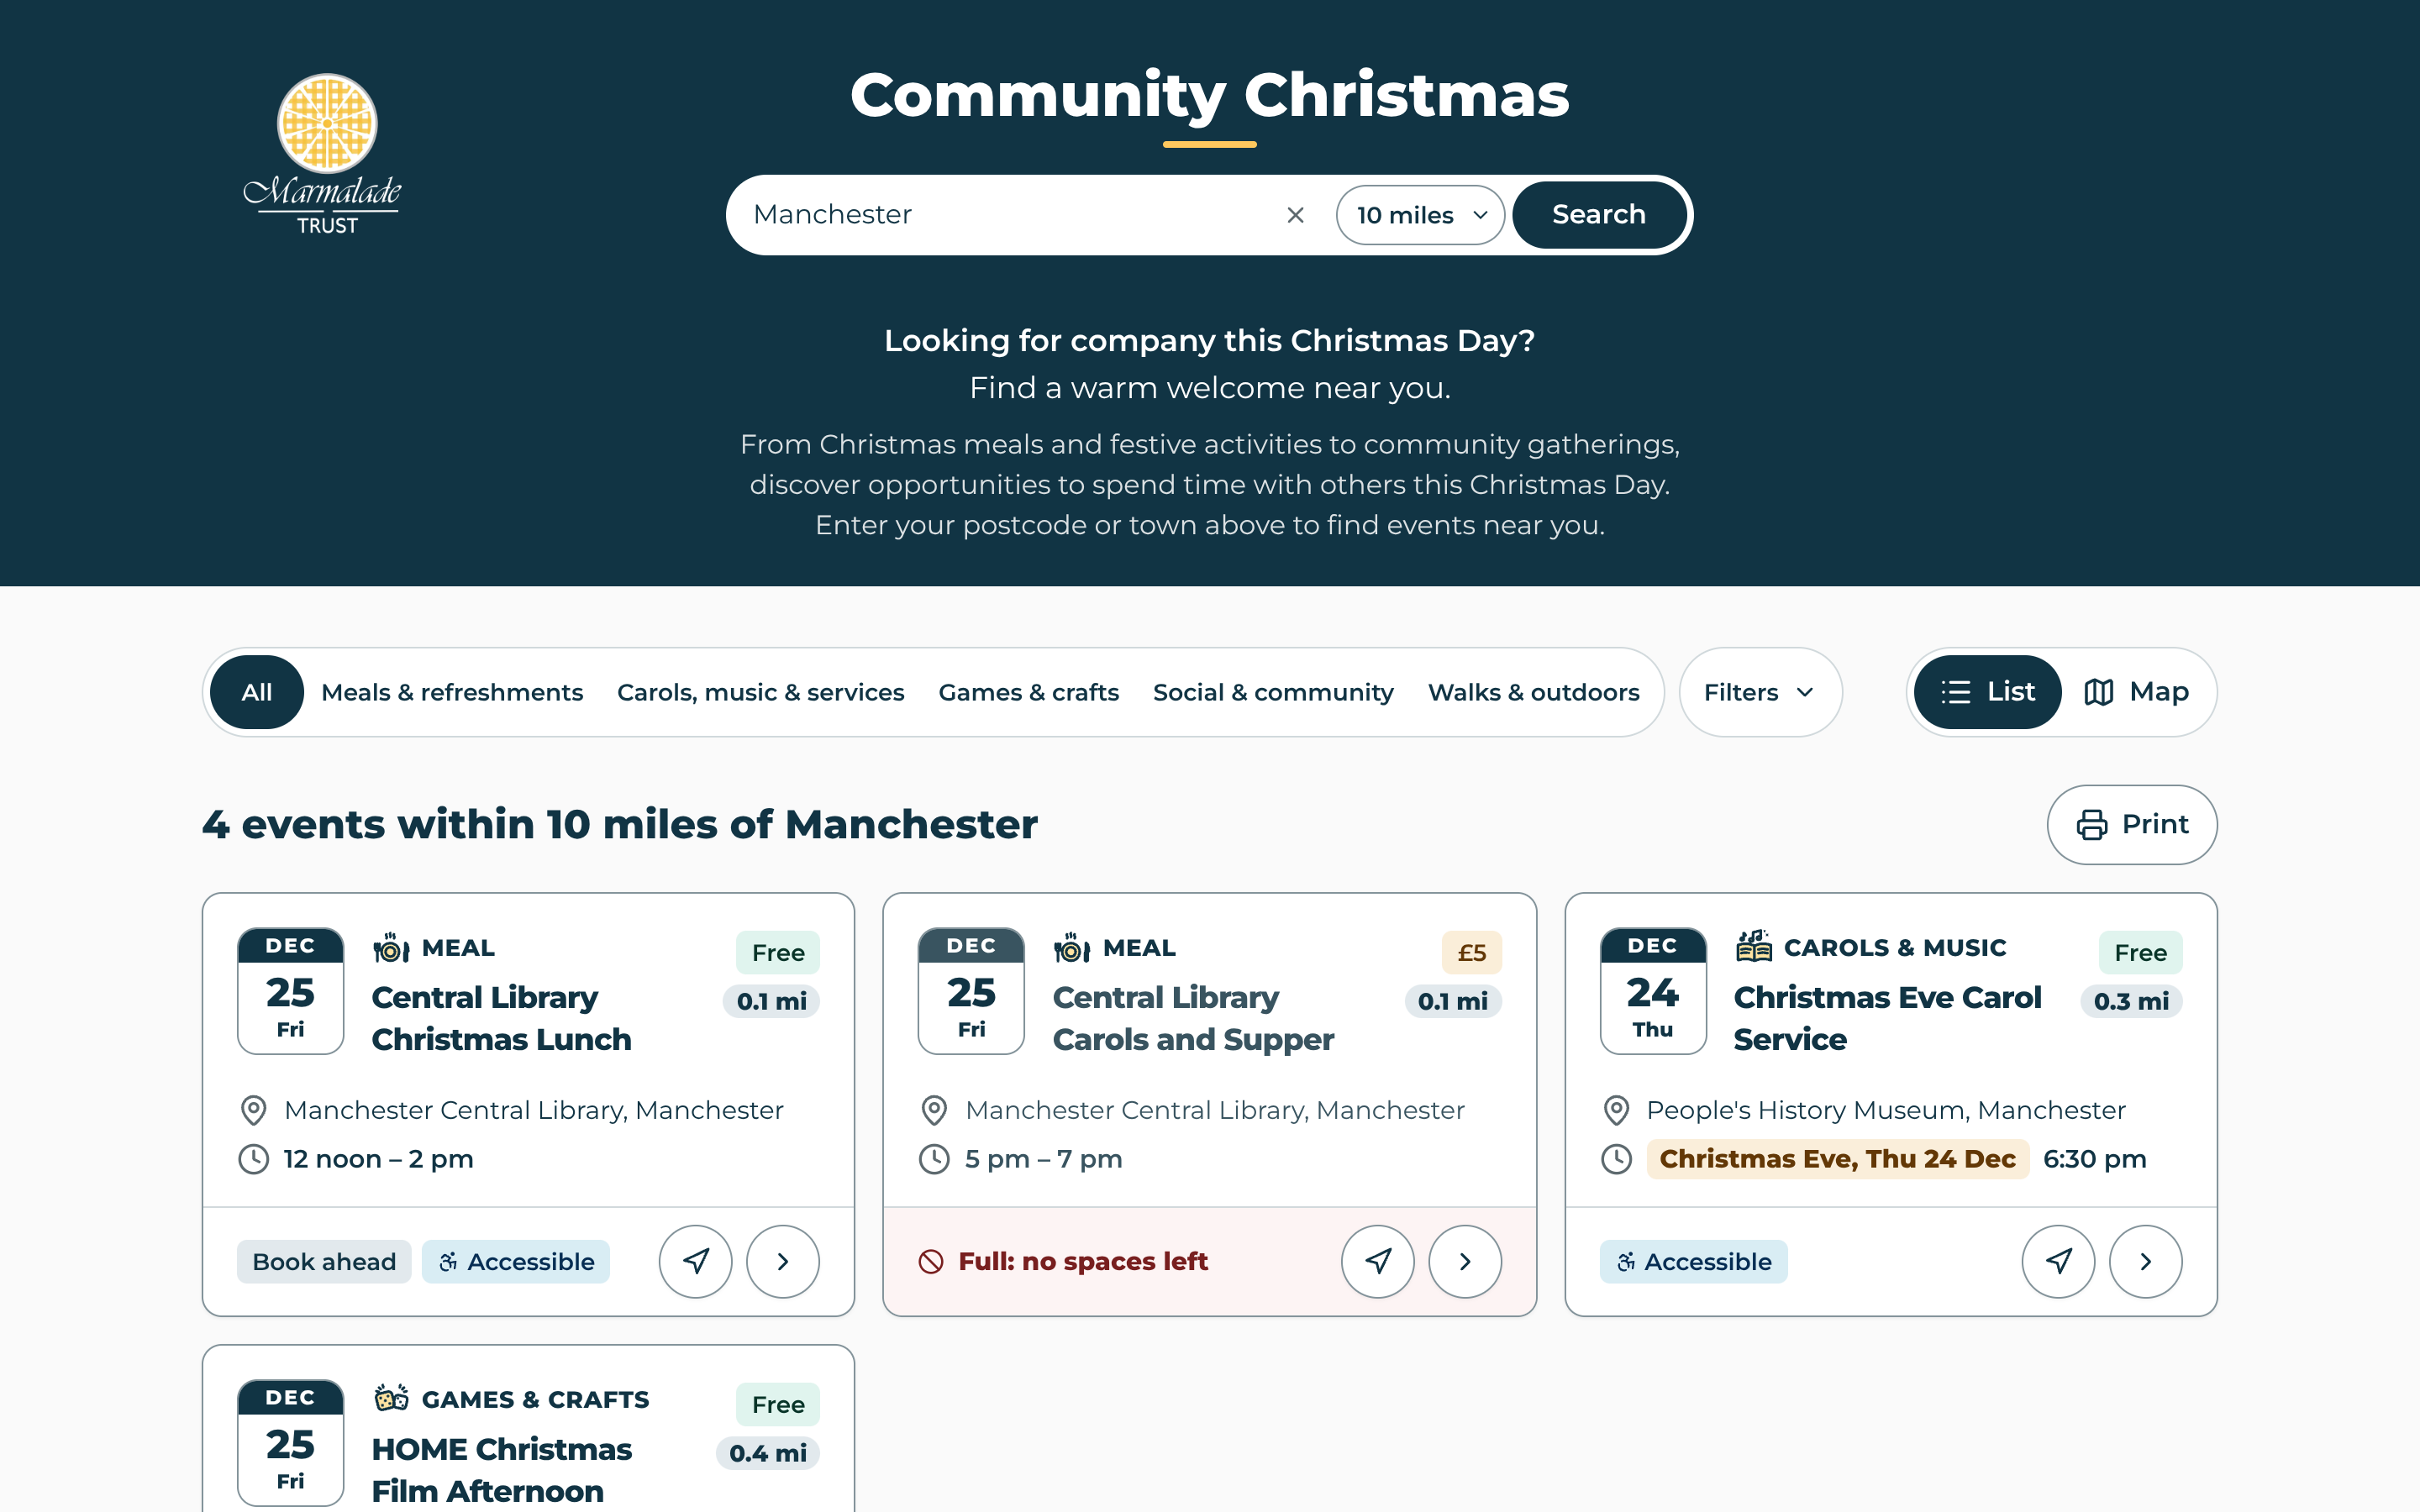 Marmalade
TRUST
Community Christmas
Manchester
10 miles
Search
Looking for company this Christmas Day?
Find a warm welcome near you.
From Christmas meals and festive activities to community gatherings,
discover opportunities to spend time with others this Christmas Day.
Enter your postcode or town above to find events near you.
All
Meals & refreshments
Carols, music & services
Games & crafts
Social & community
Walks & outdoors
Filters
List
Map
4 events within 10 miles of Manchester
Print
DEC
25
Fri
MEAL
Central Library
Christmas Lunch
Free
0.1 mi
Manchester Central Library, Manchester
12 noon – 2 pm
Book ahead
Accessible
DEC
25
Fri
MEAL
Central Library
Carols and Supper
£5
0.1 mi
Manchester Central Library, Manchester
5 pm – 7 pm
Full: no spaces left
DEC
24
Thu
CAROLS & MUSIC
Christmas Eve Carol
Service
Free
0.3 mi
People's History Museum, Manchester
Christmas Eve, Thu 24 Dec 6:30 pm
Accessible
DEC
25
Fri
GAMES & CRAFTS
HOME Christmas
Film Afternoon
Free
0.4 mi